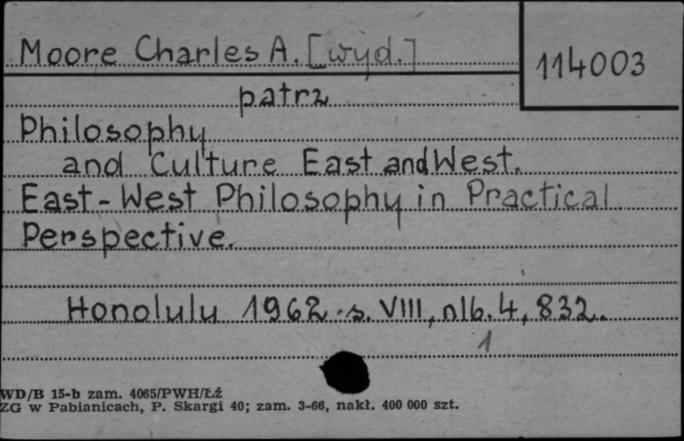 Moore Charles A. [wyd.]
114003
patrz
Philosophy
and Culture East and West.
East-West Philosophy in Practical
Perspective.
Honolulu 1962. s. VIII, nlb. 4, 832.
1
WD/B 15-b zam. 4065/PWH/Łź
ZG w Pabianicach, P. Skargi 40; zam. 3-66, nakł. 400 000 szt.